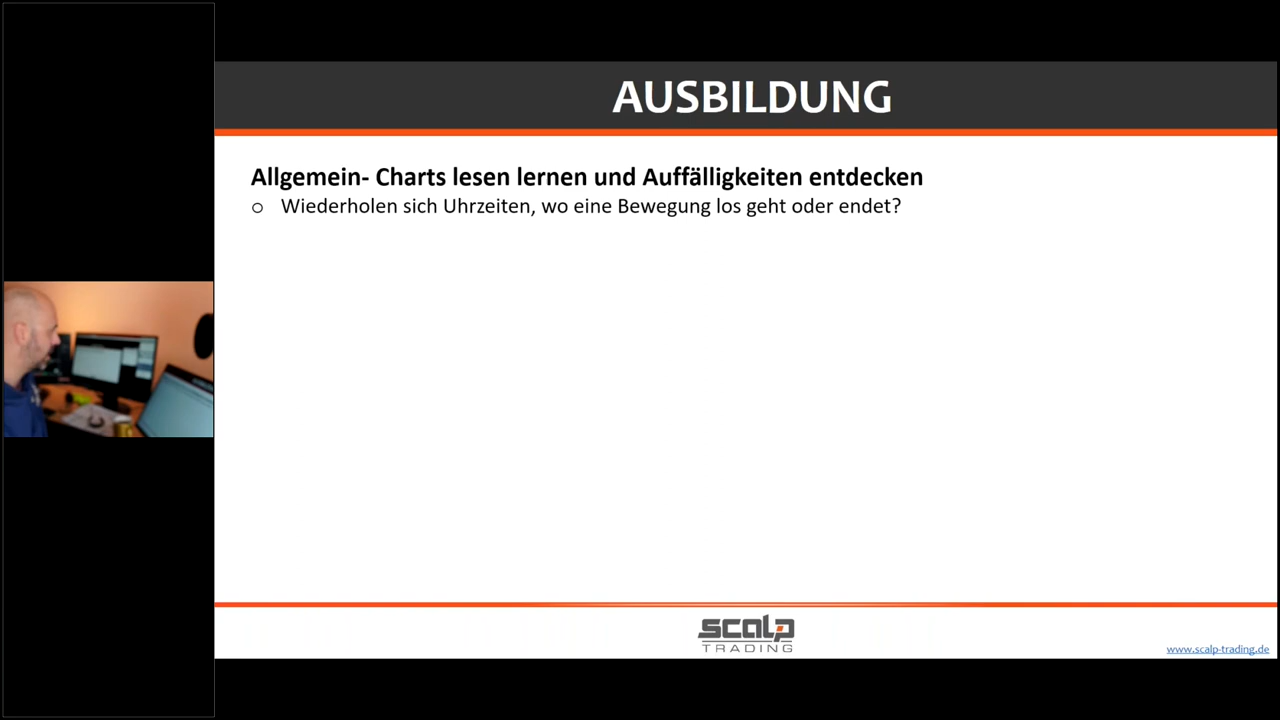 AUSBILDUNG
Allgemein- Charts lesen lernen und Auffälligkeiten entdecken
o Wiederholen sich Uhrzeiten, wo eine Bewegung los geht oder endet?
scalp
TRADING
www.scalp-trading.de